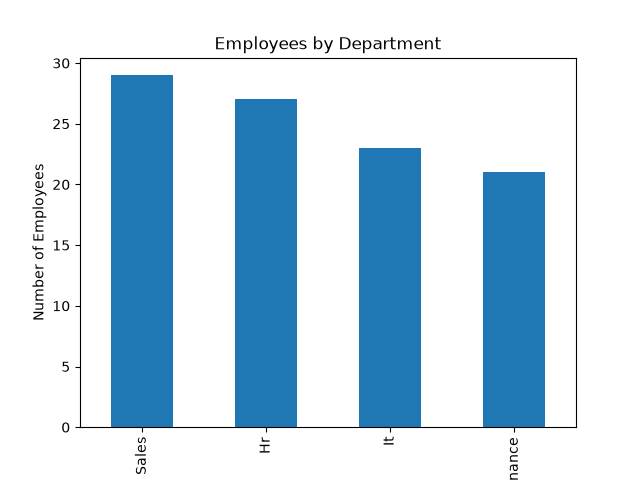 Employees by Department
Number of Employees
30
25
20
15
10
5
0
Sales
Hr
It
nance